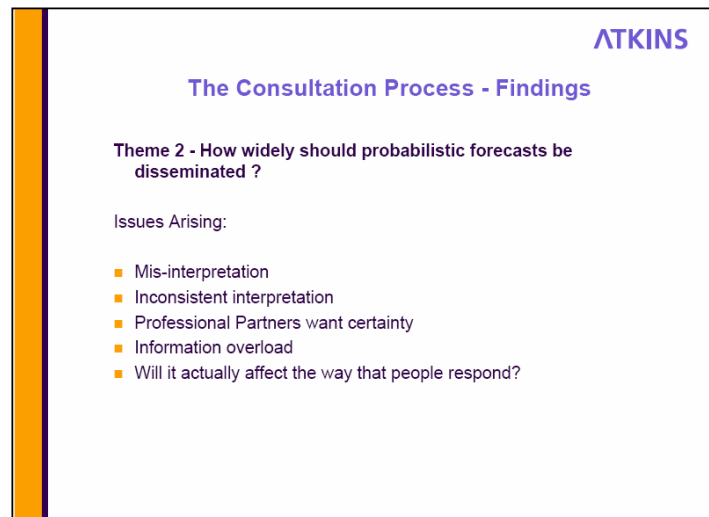 ATKINS
The Consultation Process - Findings
Theme 2 - How widely should probabilistic forecasts be
disseminated ?
Issues Arising:
Mis-interpretation
Inconsistent interpretation
Professional Partners want certainty
Information overload
Will it actually affect the way that people respond?